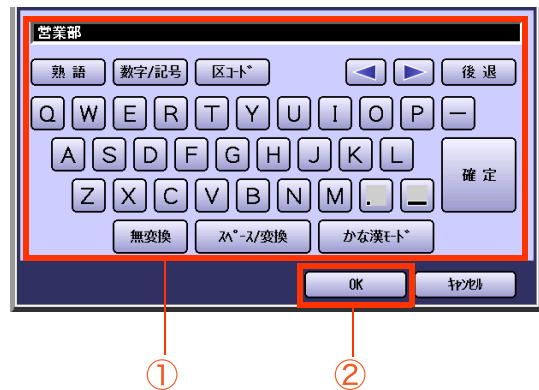 営業部
熟 語 数字/記号 区ｺｰﾄﾞ ◀ ▶ 後 退
Q W E R T Y U I O P ー
A S D F G H J K L 確 定
Z X C V B N M . _
無変換 ｽﾍﾟｰｽ/変換 かな漢ﾓｰﾄﾞ
OK ｷｬﾝｾﾙ
① ②